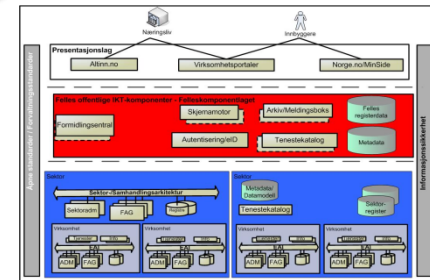 Næringsliv
Innbyggere
Presentasjonslag
Altinn.no
Virksomhetsportaler
Norge.no/MinSide
Felles offentlige IKT-komponenter - Felleskomponentlaget
Skjemamotor
Arkiv/Meldingsboks
Felles
registerdata
Formidlingsentral
Autentisering/eID
Tenestekatalog
Metadata
Åpne standarder / Forvaltningsstandarder
Informasjonssikkerhet
Sektor
Sektor-/Samhandlingsarkitektur
Sektoradm
FAG
Registre
Sektor
Metadata/
Datamodell
Tenestekatalog
Sektor-
register
Virksomhet
ADM
FAG
Virksomhet
ADM
FAG
Virksomhet
ADM
FAG
Virksomhet
ADM
FAG